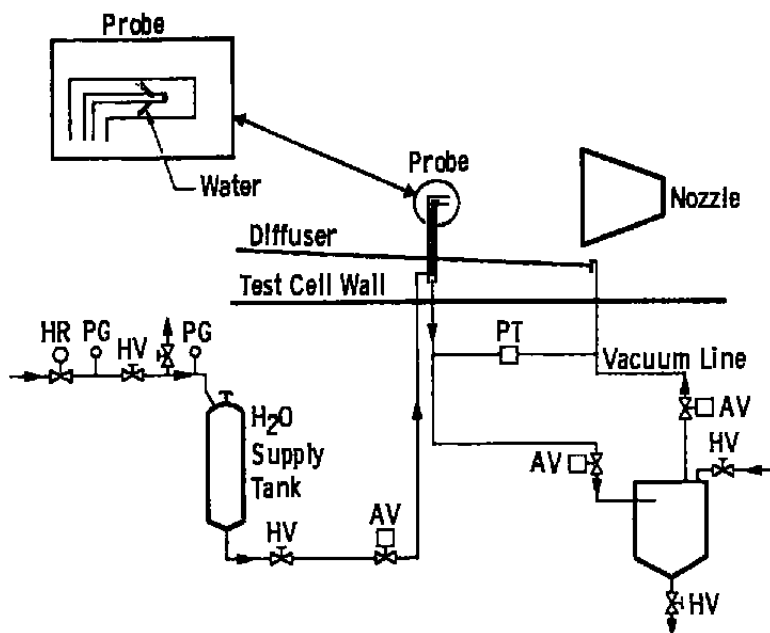 Probe
Water
Probe
Nozzle
Diffuser
Test Cell Wall
HR
PG
HV
PG
PT
Vacuum Line
H₂O
Supply
Tank
AV
HV
AV
HV
AV
HV